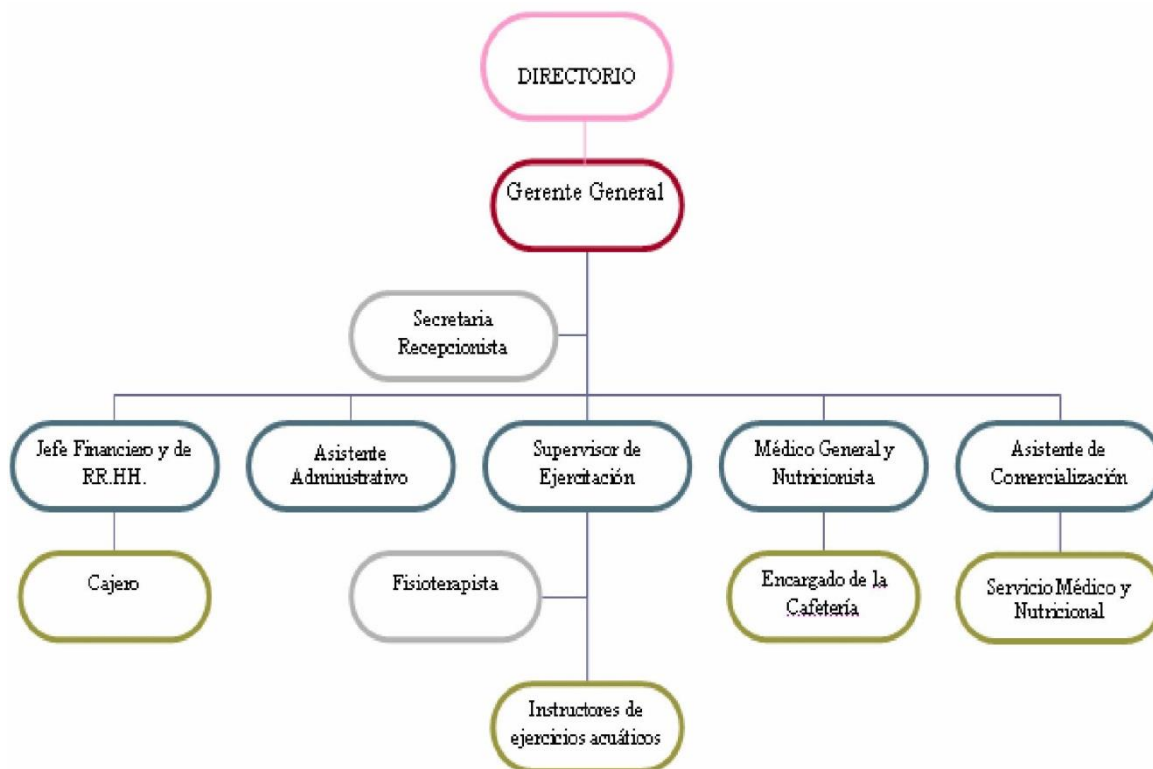 DIRECTORIO
Gerente General
Secretaria
Recepcionista
Jefe Financiero y de
RR.HH.
Asistente
Administrativo
Supervisor de
Ejercitación
Médico General y
Nutricionista
Asistente de
Comercialización
Cajero
Fisioterapista
Encargado de la
Cafetería
Servicio Médico y
Nutricional
Instructores de
ejercicios acuáticos